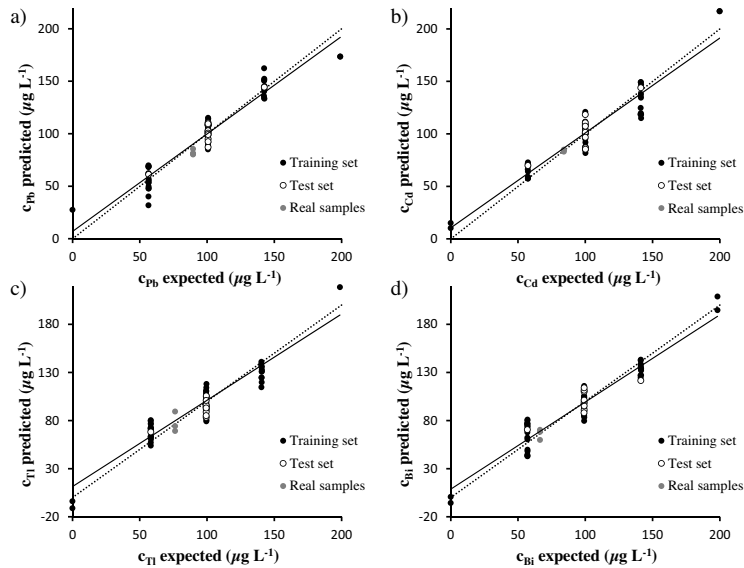 a)
200
150
100
50
0
c_Pb predicted (µg L⁻¹)
Training set
Test set
Real samples
0 50 100 150 200
c_Pb expected (µg L⁻¹)
b)
200
150
100
50
0
c_Cd predicted (µg L⁻¹)
Training set
Test set
Real samples
0 50 100 150 200
c_Cd expected (µg L⁻¹)
c)
180
130
80
30
-20
c_Tl predicted (µg L⁻¹)
Training set
Test set
Real samples
0 50 100 150 200
c_Tl expected (µg L⁻¹)
d)
180
130
80
30
-20
c_Bi predicted (µg L⁻¹)
Training set
Test set
Real samples
0 50 100 150 200
c_Bi expected (µg L⁻¹)